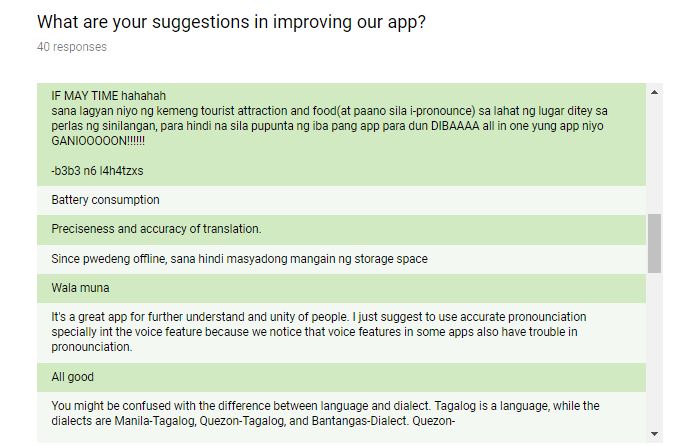 What are your suggestions in improving our app?
40 responses
IF MAY TIME hahahah
sana lagyan niyo ng kemeng tourist attraction and food(at paano sila i-pronounce) sa lahat ng lugar ditey sa
perlas ng sinilangan, para hindi na sila pupunta ng iba pang app para dun DIBAAAA all in one yung app niyo
GANIOOOOON!!!!!!
-b3b3 n6 l4h4tzxs
Battery consumption
Preciseness and accuracy of translation.
Since pwedeng offline, sana hindi masyadong mangain ng storage space
Wala muna
It's a great app for further understand and unity of people. I just suggest to use accurate pronounciation
specially int the voice feature because we notice that voice features in some apps also have trouble in
pronounciation.
All good
You might be confused with the difference between language and dialect. Tagalog is a language, while the
dialects are Manila-Tagalog, Quezon-Tagalog, and Bantangas-Dialect. Quezon-